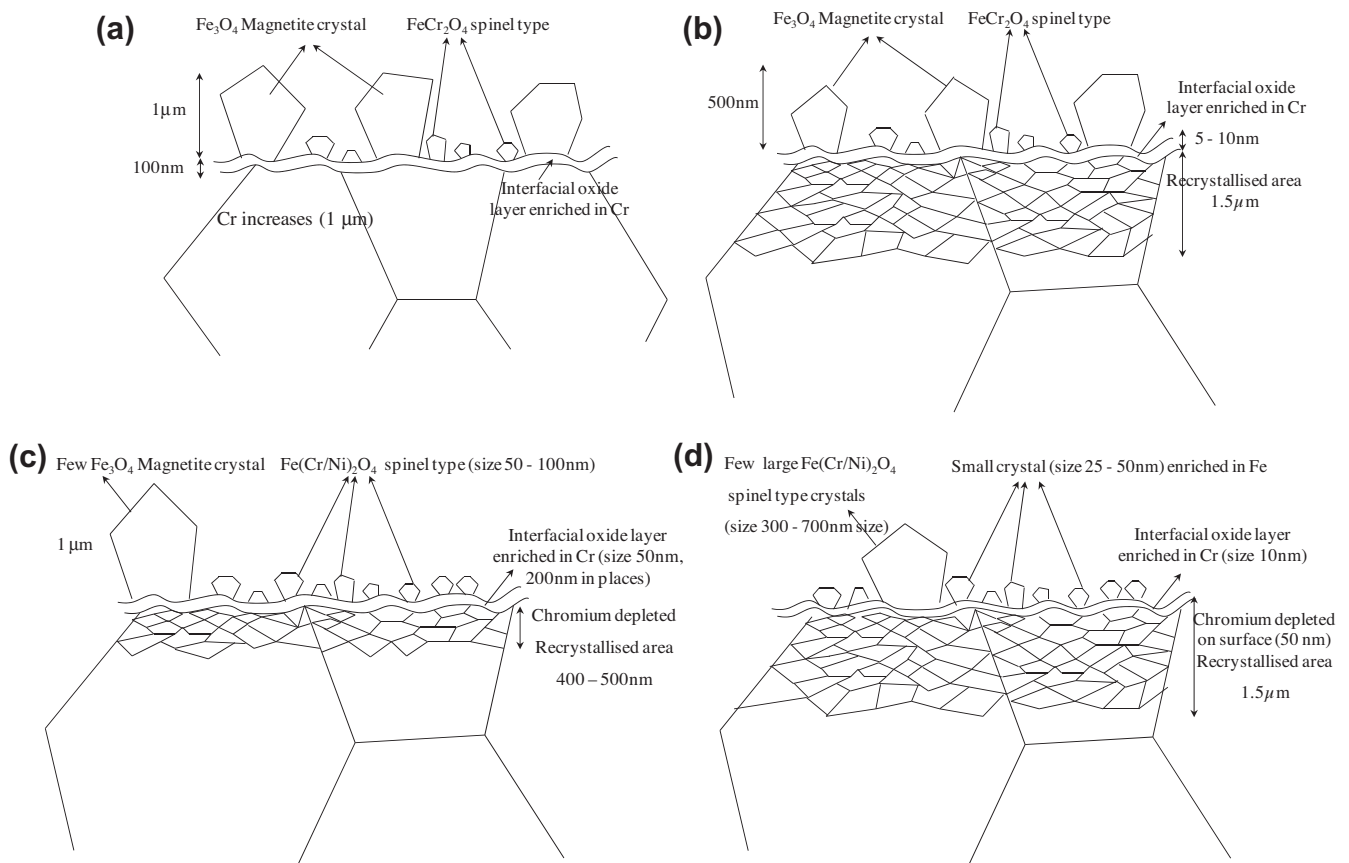 (a)
Fe₃O₄ Magnetite crystal
FeCr₂O₄ spinel type
1μm
100nm
Cr increases (1 μm)
Interfacial oxide
layer enriched in Cr
(b)
Fe₃O₄ Magnetite crystal
FeCr₂O₄ spinel type
500nm
Interfacial oxide
layer enriched in Cr
5 - 10nm
Recrystallised area
1.5μm
(c)
Few Fe₃O₄ Magnetite crystal
Fe(Cr/Ni)₂O₄ spinel type (size 50 - 100nm)
1 μm
Interfacial oxide layer
enriched in Cr (size 50nm,
200nm in places)
Chromium depleted
Recrystallised area
400 – 500nm
(d)
Few large Fe(Cr/Ni)₂O₄
spinel type crystals
(size 300 - 700nm size)
Small crystal (size 25 - 50nm) enriched in Fe
Interfacial oxide layer
enriched in Cr (size 10nm)
Chromium depleted
on surface (50 nm)
Recrystallised area
1.5μm